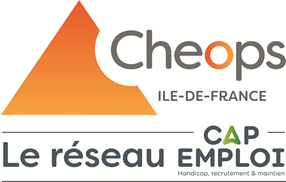 Cheops
ILE-DE-FRANCE
Le réseau CAP EMPLOI
Handicap, recrutement & maintien